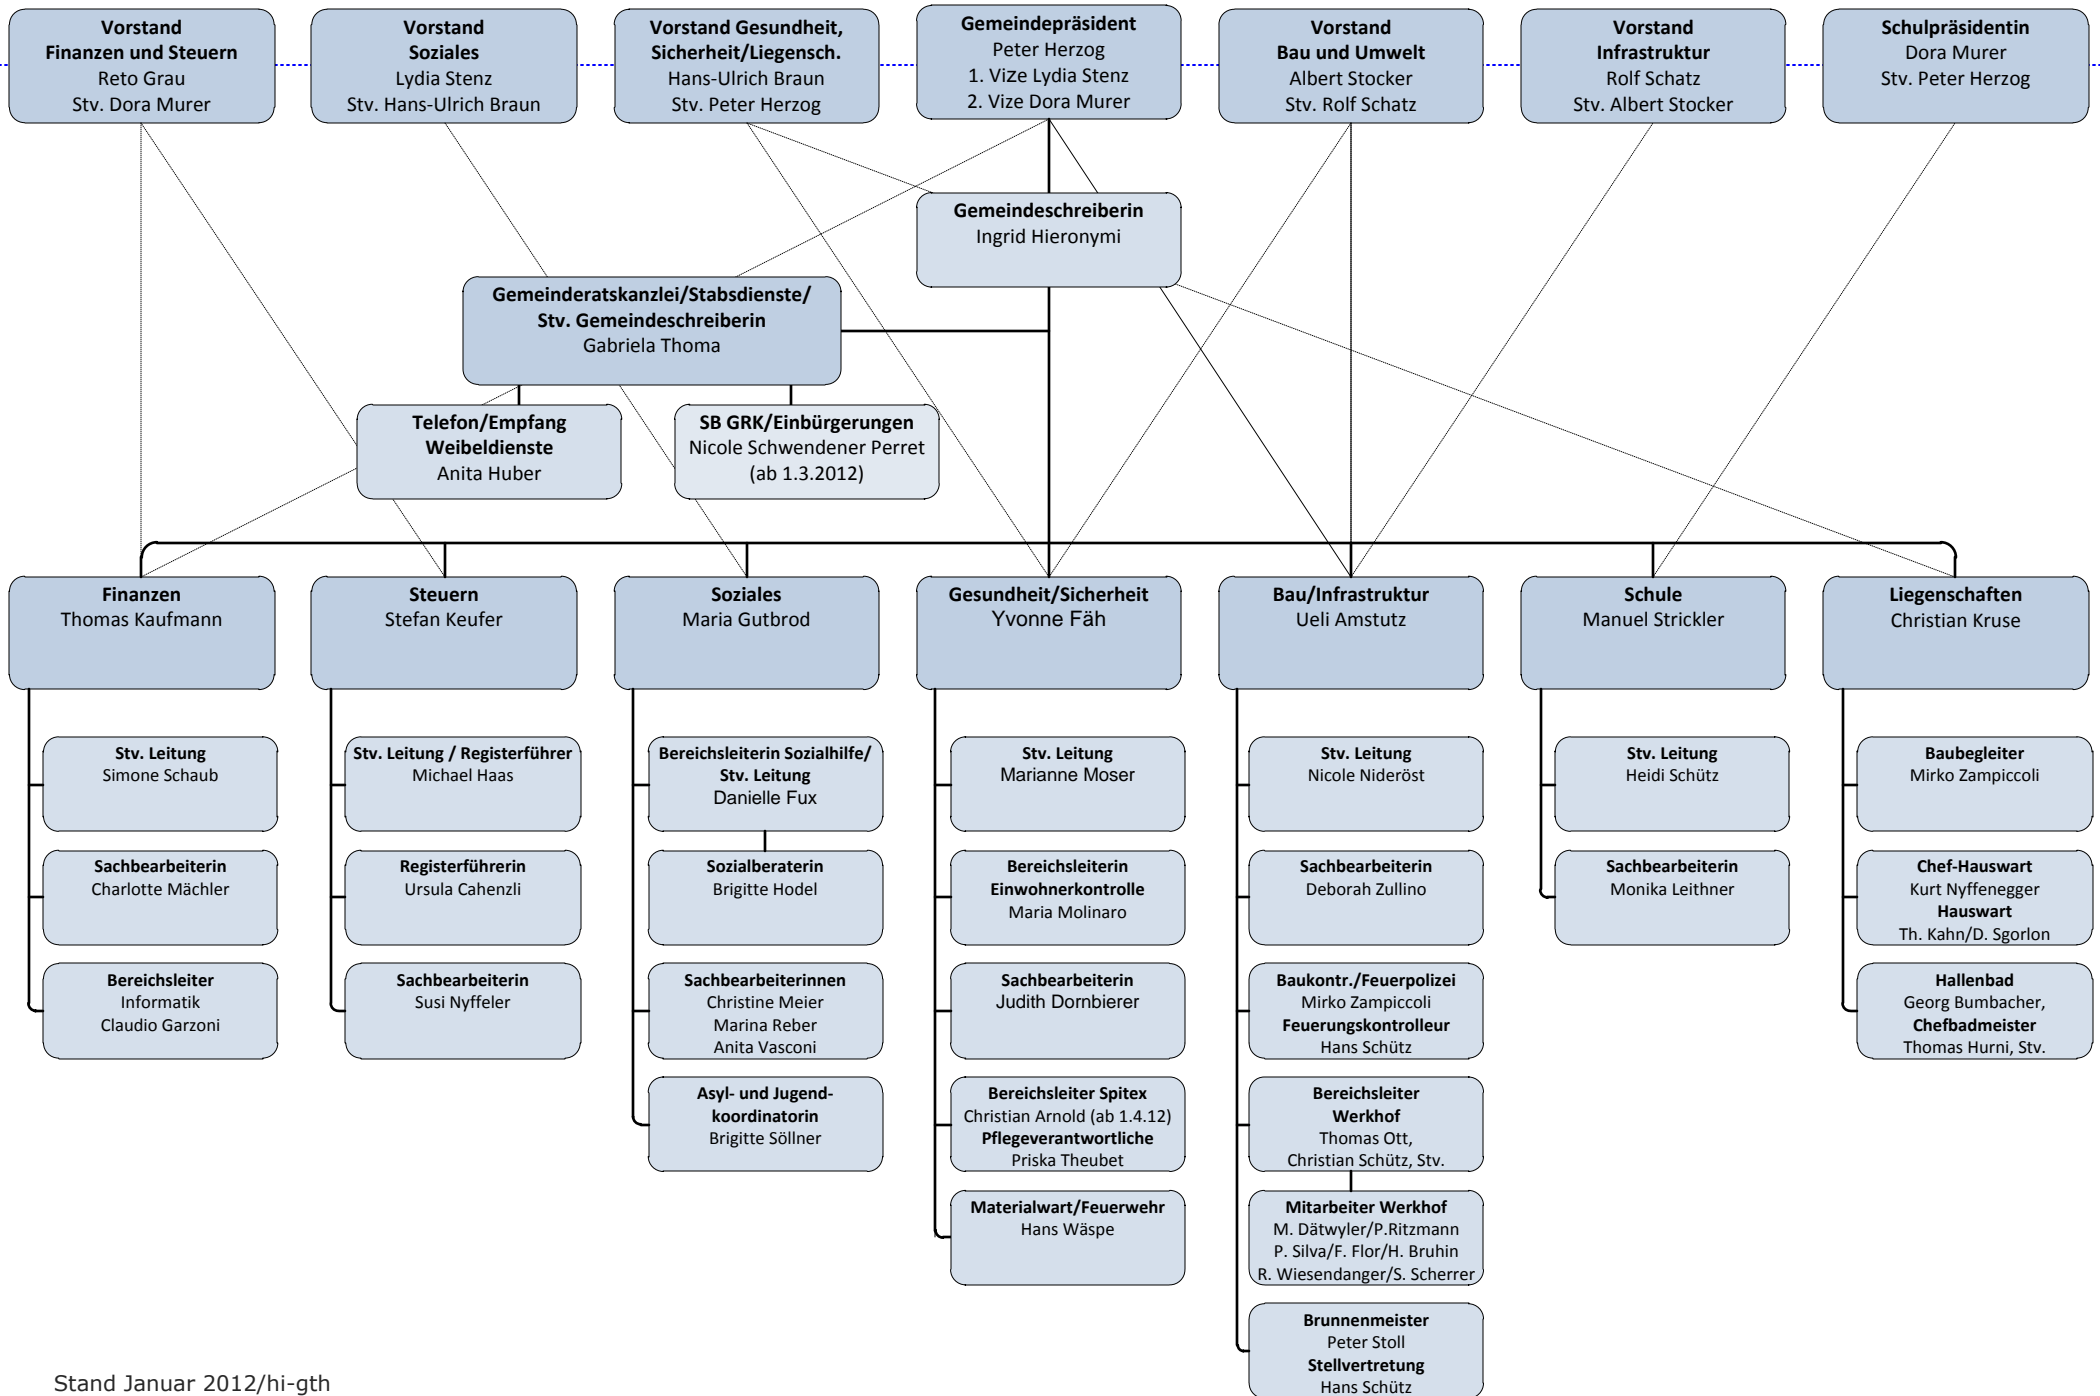 Vorstand
Finanzen und Steuern
Reto Grau
Stv. Dora Murer
Vorstand
Soziales
Lydia Stenz
Stv. Hans-Ulrich Braun
Vorstand Gesundheit,
Sicherheit/Liegensch.
Hans-Ulrich Braun
Stv. Peter Herzog
Gemeindepräsident
Peter Herzog
1. Vize Lydia Stenz
2. Vize Dora Murer
Vorstand
Bau und Umwelt
Albert Stocker
Stv. Rolf Schatz
Vorstand
Infrastruktur
Rolf Schatz
Stv. Albert Stocker
Schulpräsidentin
Dora Murer
Stv. Peter Herzog
Gemeindeschreiberin
Ingrid Hieronymi
Gemeinderatskanzlei/Stabsdienste/
Stv. Gemeindeschreiberin
Gabriela Thoma
Telefon/Empfang
Weibeldienste
Anita Huber
SB GRK/Einbürgerungen
Nicole Schwendener Perret
(ab 1.3.2012)
Finanzen
Thomas Kaufmann
Steuern
Stefan Keufer
Soziales
Maria Gutbrod
Gesundheit/Sicherheit
Yvonne Fäh
Bau/Infrastruktur
Ueli Amstutz
Schule
Manuel Strickler
Liegenschaften
Christian Kruse
Stv. Leitung
Simone Schaub
Sachbearbeiterin
Charlotte Mächler
Bereichsleiter
Informatik
Claudio Garzoni
Stv. Leitung / Registerführer
Michael Haas
Registerführerin
Ursula Cahenzli
Sachbearbeiterin
Susi Nyffeler
Bereichsleiterin Sozialhilfe/
Stv. Leitung
Danielle Fux
Sozialberaterin
Brigitte Hodel
Sachbearbeiterinnen
Christine Meier
Marina Reber
Anita Vasconi
Asyl- und Jugend-
koordinatorin
Brigitte Söllner
Stv. Leitung
Marianne Moser
Bereichsleiterin
Einwohnerkontrolle
Maria Molinaro
Sachbearbeiterin
Judith Dornbierer
Bereichsleiter Spitex
Christian Arnold (ab 1.4.12)
Pflegeverantwortliche
Priska Theubet
Materialwart/Feuerwehr
Hans Wäspe
Stv. Leitung
Nicole Nideröst
Sachbearbeiterin
Deborah Zullino
Baukontr./Feuerpolizei
Mirko Zampiccoli
Feuerungskontrolleur
Hans Schütz
Bereichsleiter
Werkhof
Thomas Ott,
Christian Schütz, Stv.
Mitarbeiter Werkhof
M. Dätwyler/P.Ritzmann
P. Silva/F. Flor/H. Bruhin
R. Wiesendanger/S. Scherrer
Brunnenmeister
Peter Stoll
Stellvertretung
Hans Schütz
Stv. Leitung
Heidi Schütz
Sachbearbeiterin
Monika Leithner
Baubegleiter
Mirko Zampiccoli
Chef-Hauswart
Kurt Nyffenegger
Hauswart
Th. Kahn/D. Sgorlon
Hallenbad
Georg Bumbacher,
Chefbadmeister
Thomas Hurni, Stv.
Stand Januar 2012/hi-gth